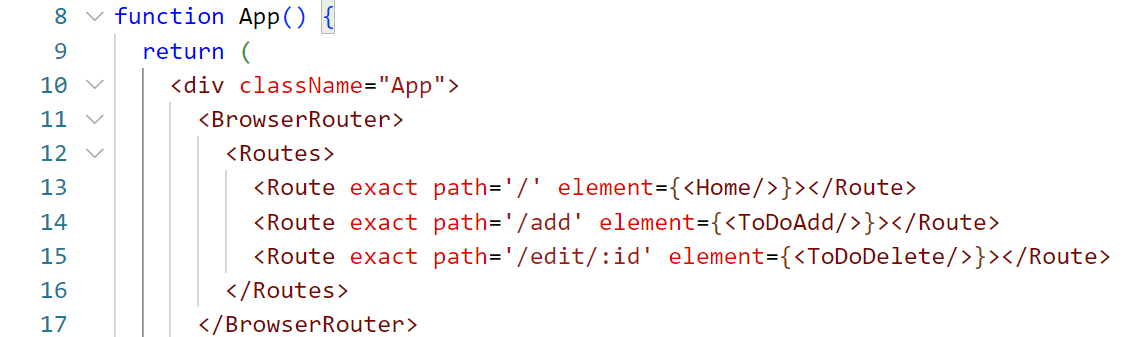 8 function App() {
9 return (
10 <div className="App">
11 <BrowserRouter>
12 <Routes>
13 <Route exact path='/' element={<Home/>}></Route>
14 <Route exact path='/add' element={<ToDoAdd/>}></Route>
15 <Route exact path='/edit/:id' element={<ToDoDelete/>}></Route>
16 </Routes>
17 </BrowserRouter>